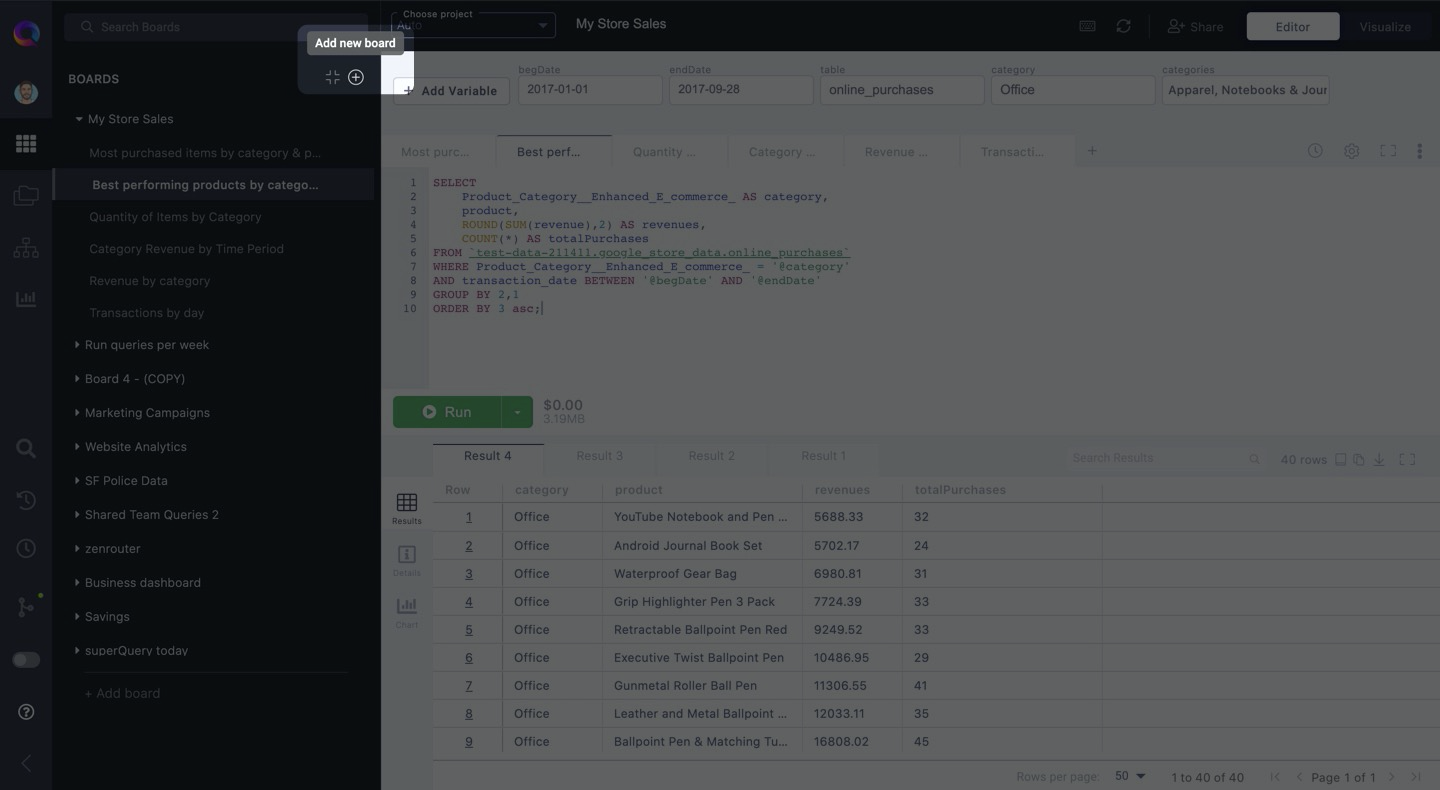 Search Boards
Choose project
Auto
My Store Sales
Share
Editor
Visualize
Add new board
BOARDS
My Store Sales
Most purchased items by category & p...
Best performing products by catego...
Quantity of Items by Category
Category Revenue by Time Period
Revenue by category
Transactions by day
Run queries per week
Board 4 - (COPY)
Marketing Campaigns
Website Analytics
SF Police Data
Shared Team Queries 2
zenrouter
Business dashboard
Savings
superQuery today
+ Add board
+ Add Variable
begDate
2017-01-01
endDate
2017-09-28
table
online_purchases
category
Office
categories
Apparel, Notebooks & Jour
Most purc...
Best perf...
Quantity ...
Category ...
Revenue ...
Transacti...
+
1 SELECT
2 Product_Category__Enhanced_E_commerce_ AS category,
3 product,
4 ROUND(SUM(revenue),2) AS revenues,
5 COUNT(*) AS totalPurchases
6 FROM `test-data-211411.google_store_data.online_purchases`
7 WHERE Product_Category__Enhanced_E_commerce_ = '@category'
8 AND transaction_date BETWEEN '@begDate' AND '@endDate'
9 GROUP BY 2,1
10 ORDER BY 3 asc;
Run
$0.00
3.19MB
Result 4
Result 3
Result 2
Result 1
Search Results
40 rows
Results
Details
Chart
Row category product revenues totalPurchases
1 Office YouTube Notebook and Pen ... 5688.33 32
2 Office Android Journal Book Set 5702.17 24
3 Office Waterproof Gear Bag 6980.81 31
4 Office Grip Highlighter Pen 3 Pack 7724.39 33
5 Office Retractable Ballpoint Pen Red 9249.52 33
6 Office Executive Twist Ballpoint Pen 10486.95 29
7 Office Gunmetal Roller Ball Pen 11306.55 41
8 Office Leather and Metal Ballpoint ... 12033.11 35
9 Office Ballpoint Pen & Matching Tu... 16808.02 45
Rows per page: 50 1 to 40 of 40 Page 1 of 1